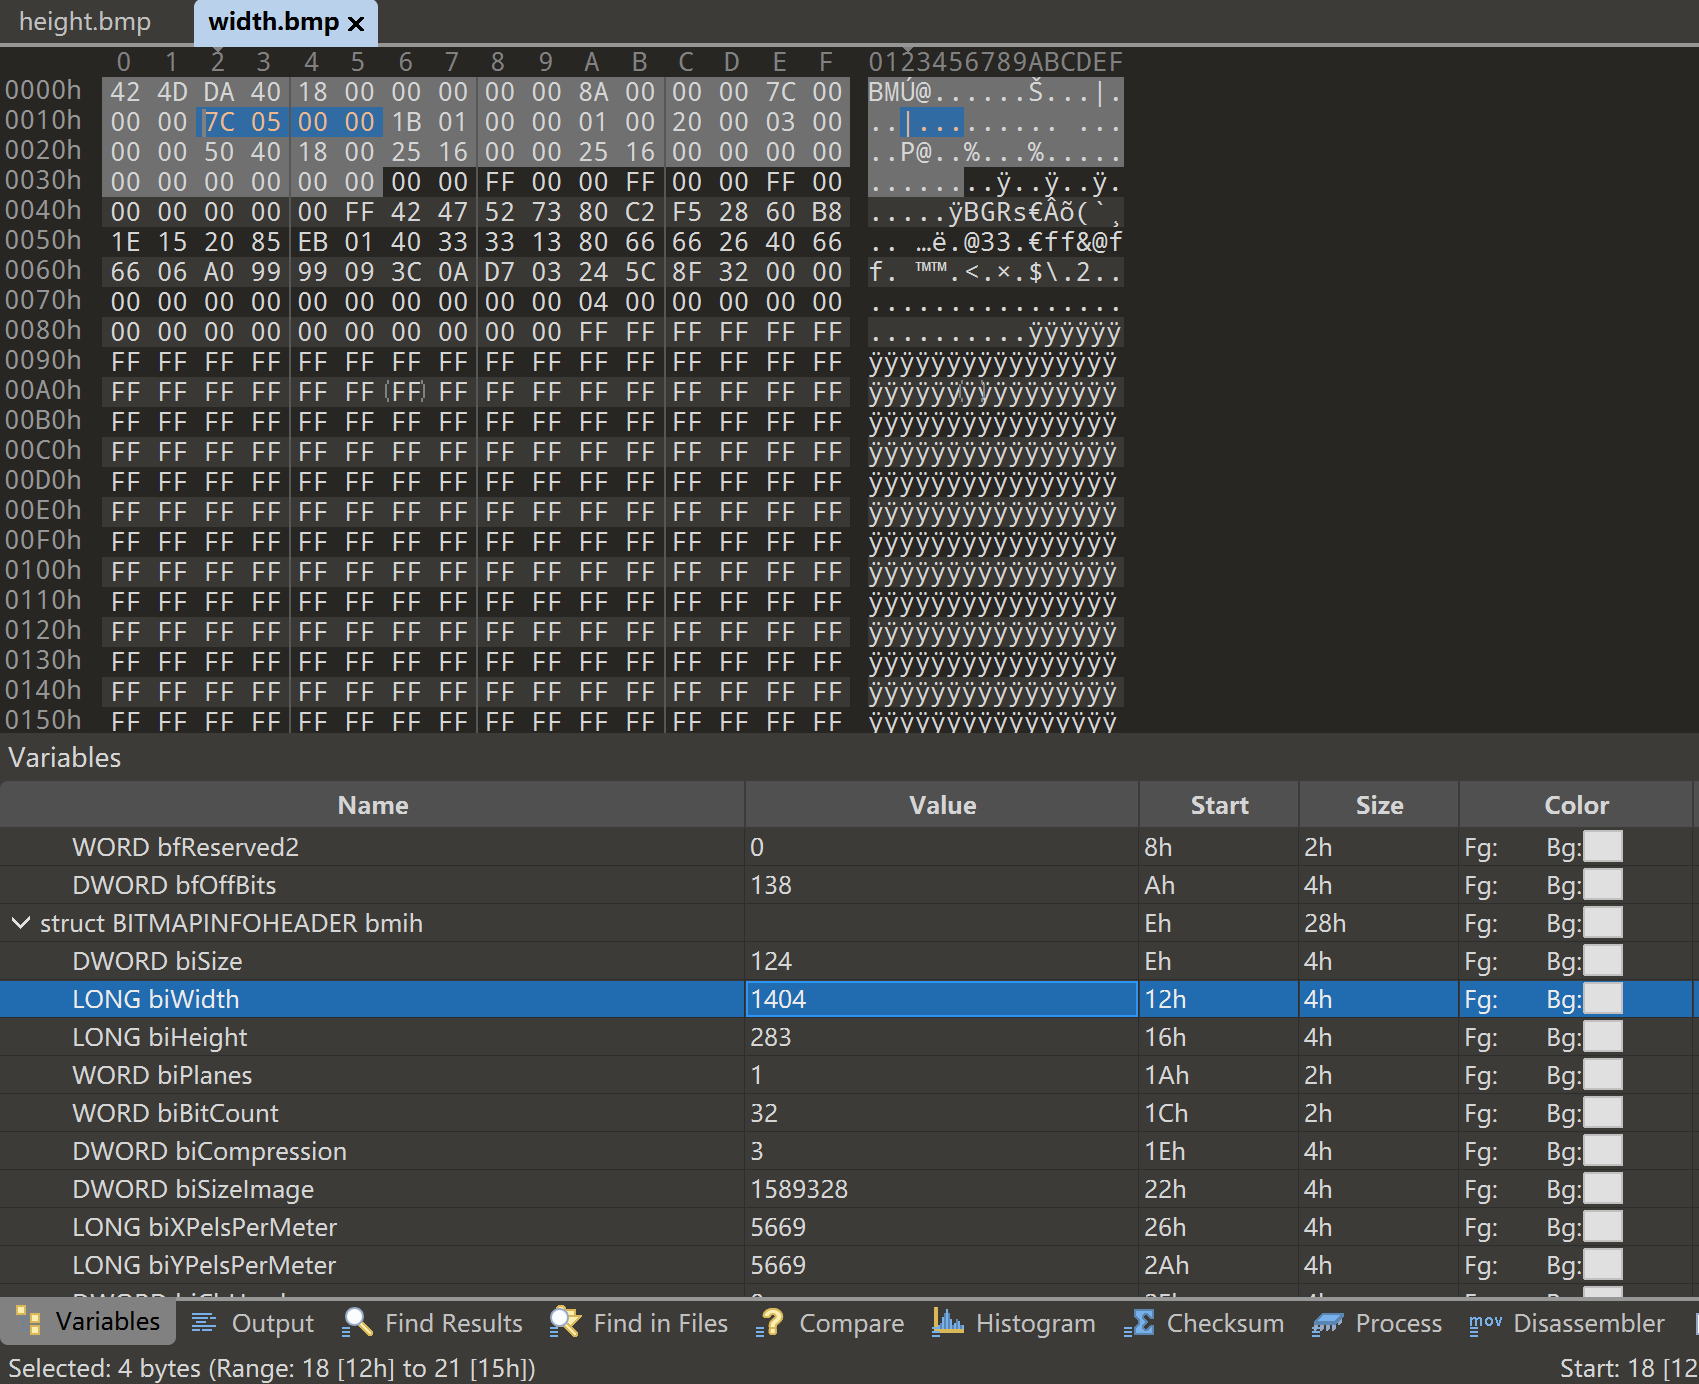 height.bmp width.bmp ×
0 1 2 3 4 5 6 7 8 9 A B C D E F 0123456789ABCDEF
0000h 42 4D DA 40 18 00 00 00 00 00 8A 00 00 00 7C 00 BMÚ@......Š...|.
0010h 00 00 7C 05 00 00 1B 01 00 00 01 00 20 00 03 00 ..|......... ...
0020h 00 00 50 40 18 00 25 16 00 00 25 16 00 00 00 00 ..P@..%...%.....
0030h 00 00 00 00 00 00 00 00 FF 00 00 FF 00 00 FF 00 ........ÿ..ÿ..ÿ.
0040h 00 00 00 00 00 FF 42 47 52 73 80 C2 F5 28 60 B8 .....ÿBGRs€Âõ(`¸
0050h 1E 15 20 85 EB 01 40 33 33 13 80 66 66 26 40 66 .. …ë.@33.€ff&@f
0060h 66 06 A0 99 99 09 3C 0A D7 03 24 5C 8F 32 00 00 f. ™™.<.×.$\.2..
0070h 00 00 00 00 00 00 00 00 00 00 04 00 00 00 00 00 ................
0080h 00 00 00 00 00 00 00 00 00 00 FF FF FF FF FF FF ..........ÿÿÿÿÿÿ
0090h FF FF FF FF FF FF FF FF FF FF FF FF FF FF FF FF ÿÿÿÿÿÿÿÿÿÿÿÿÿÿÿÿ
00A0h FF FF FF FF FF FF FF FF FF FF FF FF FF FF FF FF ÿÿÿÿÿÿÿÿÿÿÿÿÿÿÿÿ
00B0h FF FF FF FF FF FF FF FF FF FF FF FF FF FF FF FF ÿÿÿÿÿÿÿÿÿÿÿÿÿÿÿÿ
00C0h FF FF FF FF FF FF FF FF FF FF FF FF FF FF FF FF ÿÿÿÿÿÿÿÿÿÿÿÿÿÿÿÿ
00D0h FF FF FF FF FF FF FF FF FF FF FF FF FF FF FF FF ÿÿÿÿÿÿÿÿÿÿÿÿÿÿÿÿ
00E0h FF FF FF FF FF FF FF FF FF FF FF FF FF FF FF FF ÿÿÿÿÿÿÿÿÿÿÿÿÿÿÿÿ
00F0h FF FF FF FF FF FF FF FF FF FF FF FF FF FF FF FF ÿÿÿÿÿÿÿÿÿÿÿÿÿÿÿÿ
0100h FF FF FF FF FF FF FF FF FF FF FF FF FF FF FF FF ÿÿÿÿÿÿÿÿÿÿÿÿÿÿÿÿ
0110h FF FF FF FF FF FF FF FF FF FF FF FF FF FF FF FF ÿÿÿÿÿÿÿÿÿÿÿÿÿÿÿÿ
0120h FF FF FF FF FF FF FF FF FF FF FF FF FF FF FF FF ÿÿÿÿÿÿÿÿÿÿÿÿÿÿÿÿ
0130h FF FF FF FF FF FF FF FF FF FF FF FF FF FF FF FF ÿÿÿÿÿÿÿÿÿÿÿÿÿÿÿÿ
0140h FF FF FF FF FF FF FF FF FF FF FF FF FF FF FF FF ÿÿÿÿÿÿÿÿÿÿÿÿÿÿÿÿ
0150h FF FF FF FF FF FF FF FF FF FF FF FF FF FF FF FF ÿÿÿÿÿÿÿÿÿÿÿÿÿÿÿÿ
Variables
Name Value Start Size Color
WORD bfReserved2 0 8h 2h Fg: Bg:
DWORD bfOffBits 138 Ah 4h Fg: Bg:
struct BITMAPINFOHEADER bmih Eh 28h Fg: Bg:
DWORD biSize 124 Eh 4h Fg: Bg:
LONG biWidth 1404 12h 4h Fg: Bg:
LONG biHeight 283 16h 4h Fg: Bg:
WORD biPlanes 1 1Ah 2h Fg: Bg:
WORD biBitCount 32 1Ch 2h Fg: Bg:
DWORD biCompression 3 1Eh 4h Fg: Bg:
DWORD biSizeImage 1589328 22h 4h Fg: Bg:
LONG biXPelsPerMeter 5669 26h 4h Fg: Bg:
LONG biYPelsPerMeter 5669 2Ah 4h Fg: Bg:
Variables Output Find Results Find in Files Compare Histogram Checksum Process mov Disassembler
Selected: 4 bytes (Range: 18 [12h] to 21 [15h]) Start: 18 [12